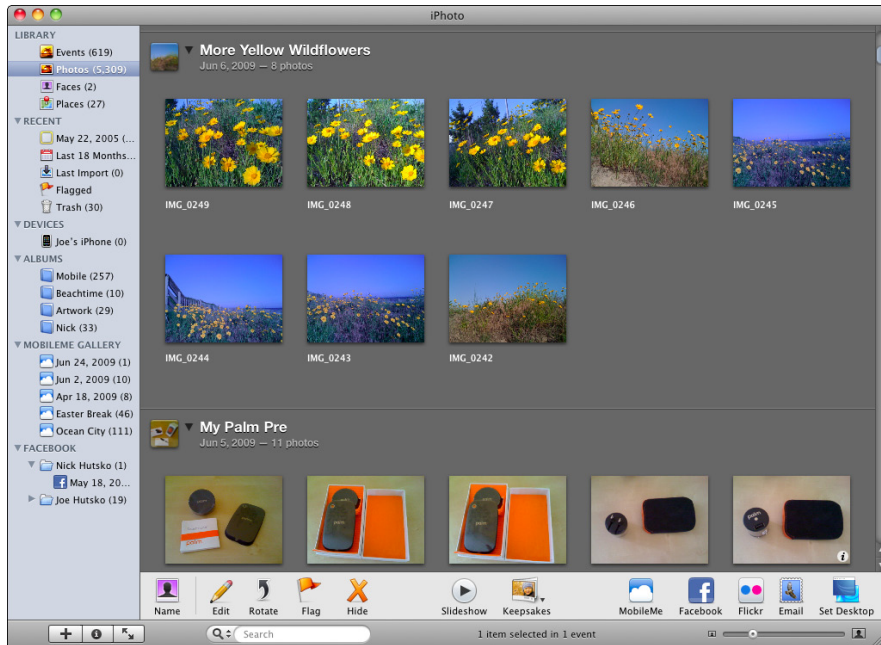 iPhoto
LIBRARY
Events (619)
Photos (5,309)
Faces (2)
Places (27)
RECENT
May 22, 2005 (...
Last 18 Months...
Last Import (0)
Flagged
Trash (30)
DEVICES
Joe's iPhone (0)
ALBUMS
Mobile (257)
Beachtime (10)
Artwork (29)
Nick (33)
MOBILEME GALLERY
Jun 24, 2009 (1)
Jun 2, 2009 (10)
Apr 18, 2009 (8)
Easter Break (46)
Ocean City (111)
FACEBOOK
Nick Hutsko (1)
May 18, 20...
Joe Hutsko (19)
More Yellow Wildflowers
Jun 6, 2009 — 8 photos
IMG_0249
IMG_0248
IMG_0247
IMG_0246
IMG_0245
IMG_0244
IMG_0243
IMG_0242
My Palm Pre
Jun 5, 2009 — 11 photos
Name
Edit
Rotate
Flag
Hide
Slideshow
Keepsakes
MobileMe
Facebook
Flickr
Email
Set Desktop
Search
1 item selected in 1 event